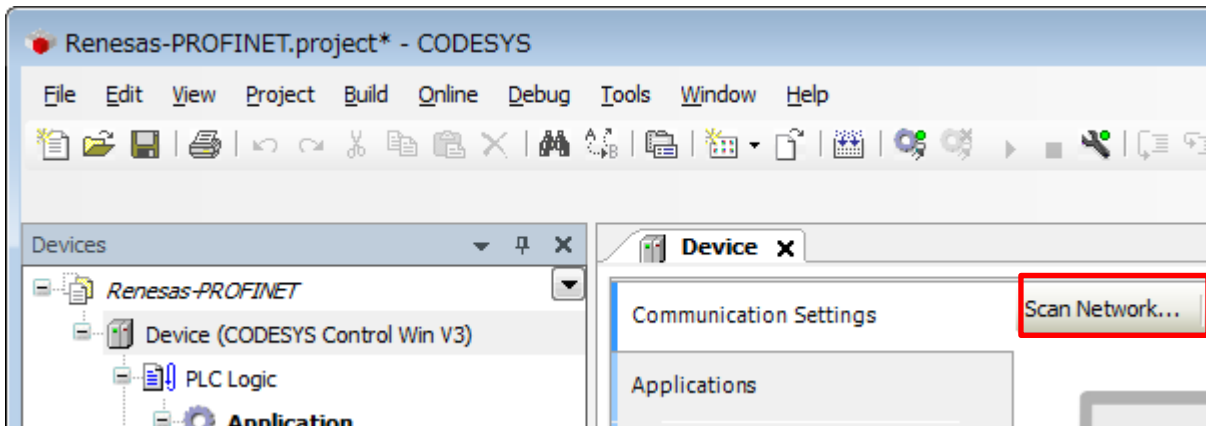 Renesas-PROFINET.project* - CODESYS
File Edit View Project Build Online Debug Tools Window Help
Devices
Device
Renesas-PROFINET
Device (CODESYS Control Win V3)
PLC Logic
Application
Communication Settings
Scan Network...
Applications